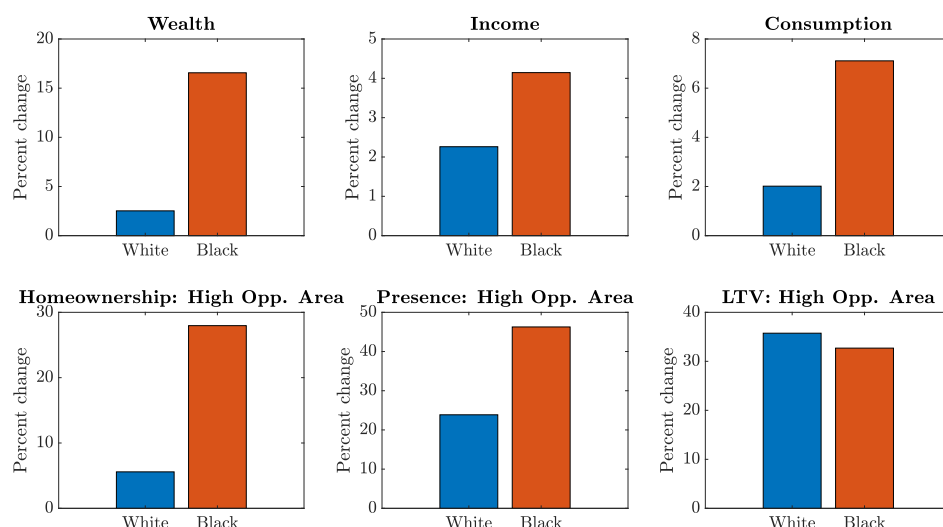 Wealth
Percent change
20
15
10
5
0
White Black
Income
Percent change
5
4
3
2
1
0
White Black
Consumption
Percent change
8
6
4
2
0
White Black
Homeownership: High Opp. Area
Percent change
30
20
10
0
White Black
Presence: High Opp. Area
Percent change
50
40
30
20
10
0
White Black
LTV: High Opp. Area
Percent change
40
30
20
10
0
White Black